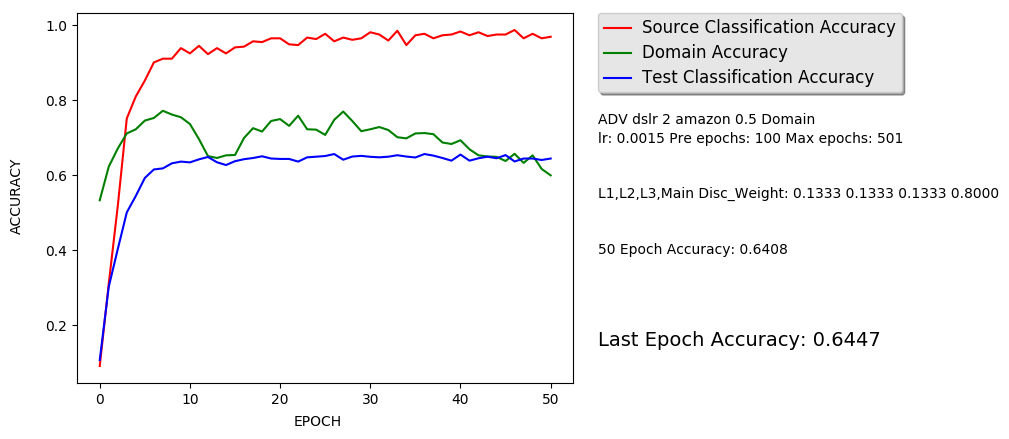 1.0
0.8
0.6
0.4
0.2
ACCURACY
0 10 20 30 40 50
EPOCH
Source Classification Accuracy
Domain Accuracy
Test Classification Accuracy
ADV dslr 2 amazon 0.5 Domain
lr: 0.0015 Pre epochs: 100 Max epochs: 501
L1,L2,L3,Main Disc_Weight: 0.1333 0.1333 0.1333 0.8000
50 Epoch Accuracy: 0.6408
Last Epoch Accuracy: 0.6447